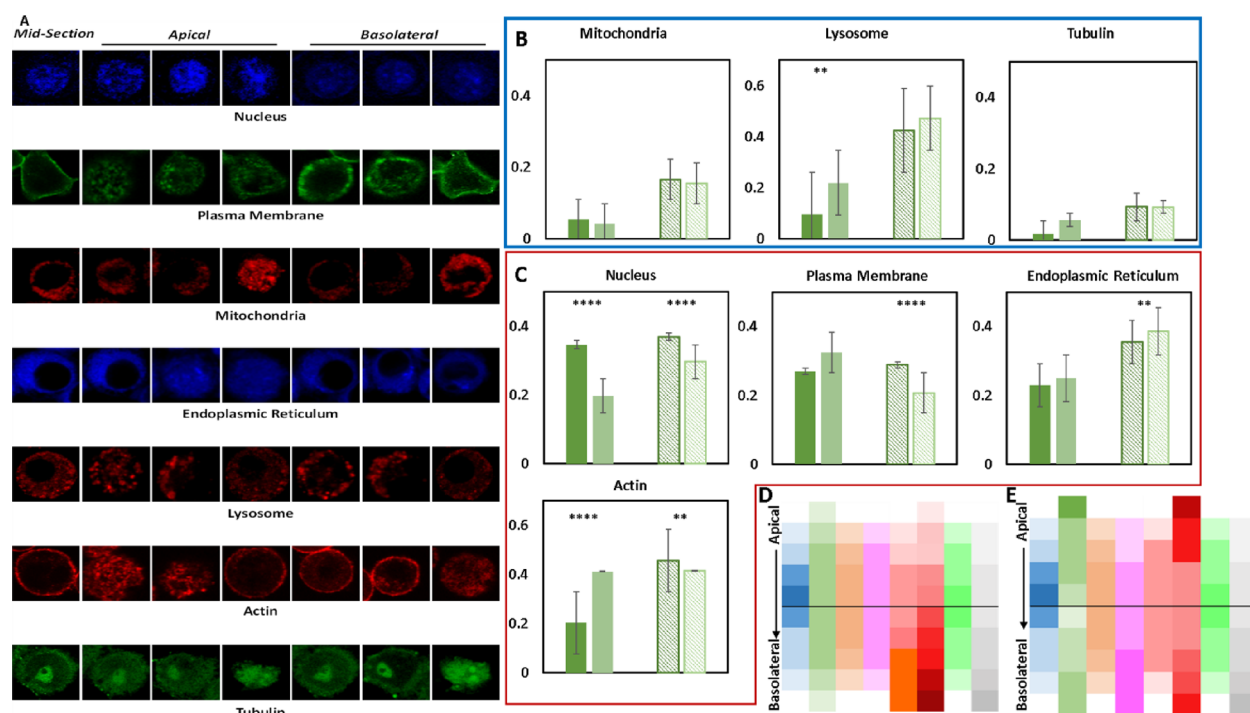 A
Mid-Section Apical Basolateral
Nucleus
Plasma Membrane
Mitochondria
Endoplasmic Reticulum
Lysosome
Actin
Tubulin
B
Mitochondria Lysosome Tubulin
0.4
0.2
0
**
0.6
0.4
0.2
0
0.4
0.2
0
C
Nucleus Plasma Membrane Endoplasmic Reticulum
**** ****
0.4
0.2
0
****
0.4
0.2
0
**
0.4
0.2
0
Actin
**** **
0.6
0.4
0.2
0
D
Apical
Basolateral
E
Apical
Basolateral